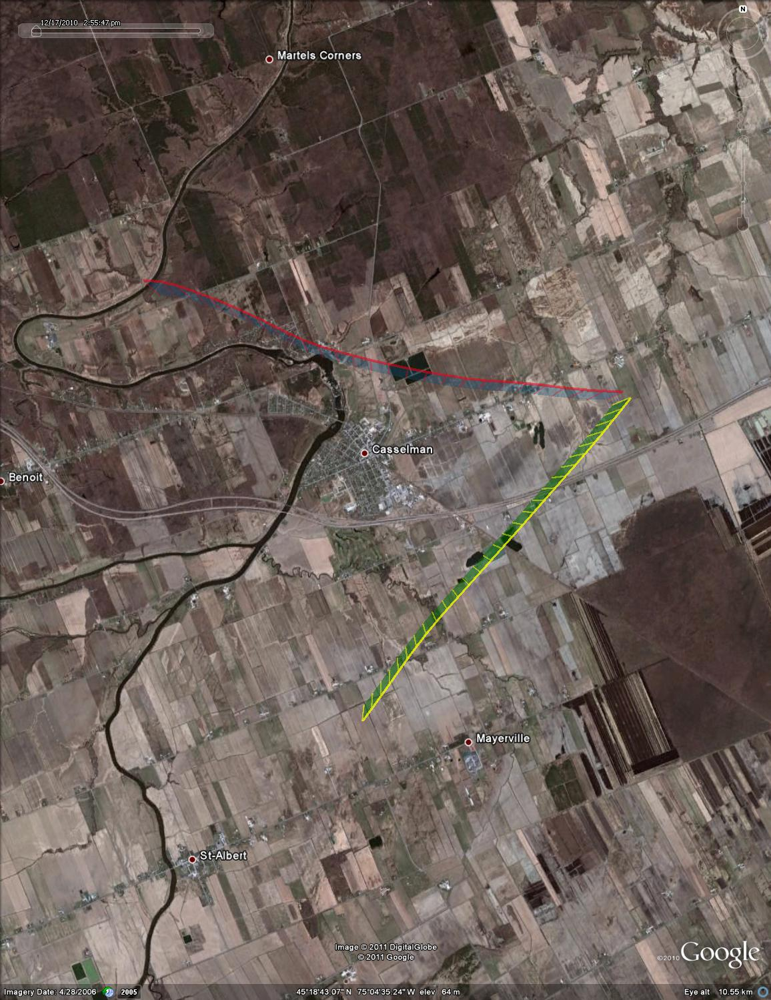 12/17/2010 2:55:47 pm
N
Martels Corners
Casselman
Benoit
Mayerville
St-Albert
Image © 2011 DigitalGlobe
© 2011 Google
©2010 Google
Imagery Date: 4/28/2006 2005 45°18'43.07" N 75°04'35.24" W elev 64 m Eye alt 10.55 km